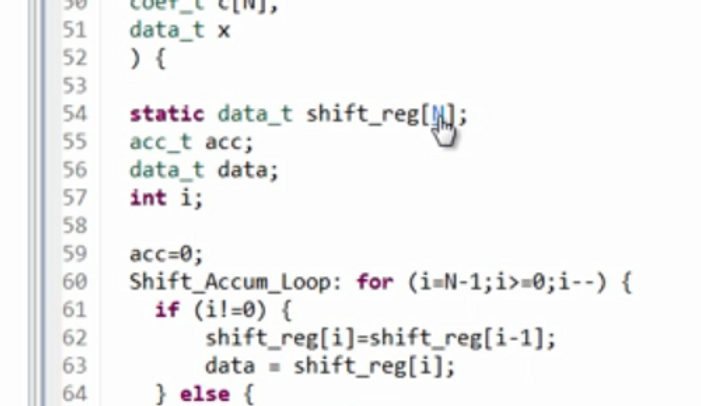 50 coef_t c[N],
51 data_t x
52 ) {
53
54 static data_t shift_reg[N];
55 acc_t acc;
56 data_t data;
57 int i;
58
59 acc=0;
60 Shift_Accum_Loop: for (i=N-1;i>=0;i--) {
61 if (i!=0) {
62 shift_reg[i]=shift_reg[i-1];
63 data = shift_reg[i];
64 } else {